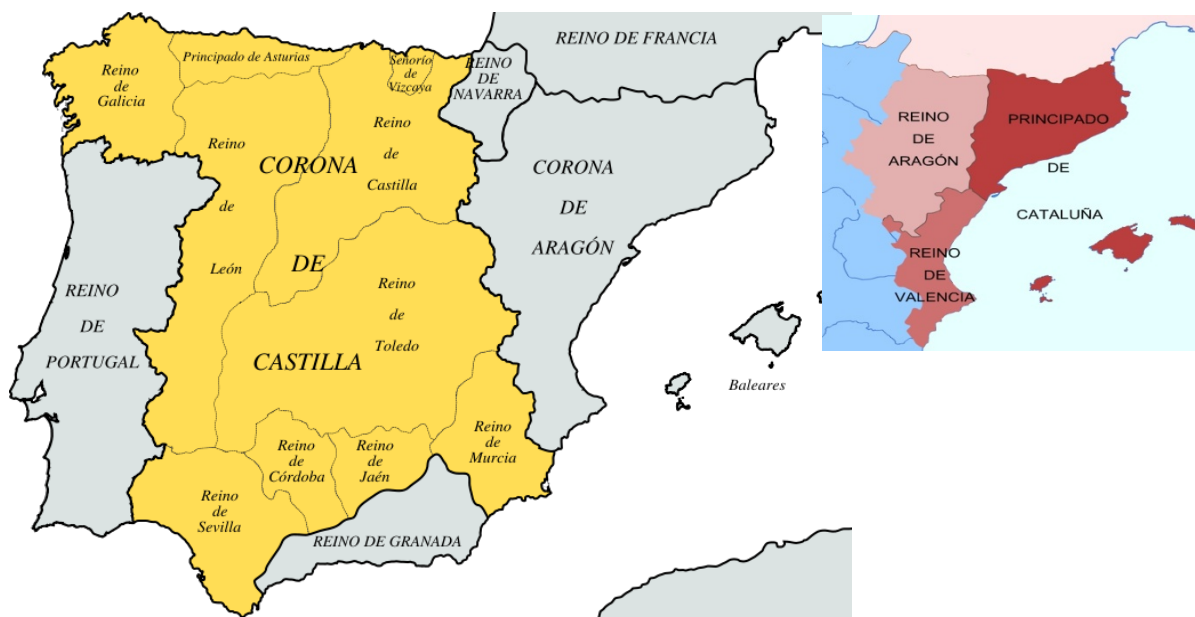 REINO DE FRANCIA
Principado de Asturias
Reino
de
Galicia
Señorío
de
Vizcaya
REINO
DE
NAVARRA
Reino
de
León
Reino
de
Castilla
CORONA
DE
CASTILLA
CORONA
DE
ARAGÓN
REINO
DE
PORTUGAL
Reino
de
Toledo
Baleares
Reino
de
Murcia
Reino
de
Córdoba
Reino
de
Jaén
Reino
de
Sevilla
REINO DE GRANADA
REINO
DE
ARAGÓN
PRINCIPADO
DE
CATALUÑA
REINO
DE
VALENCIA